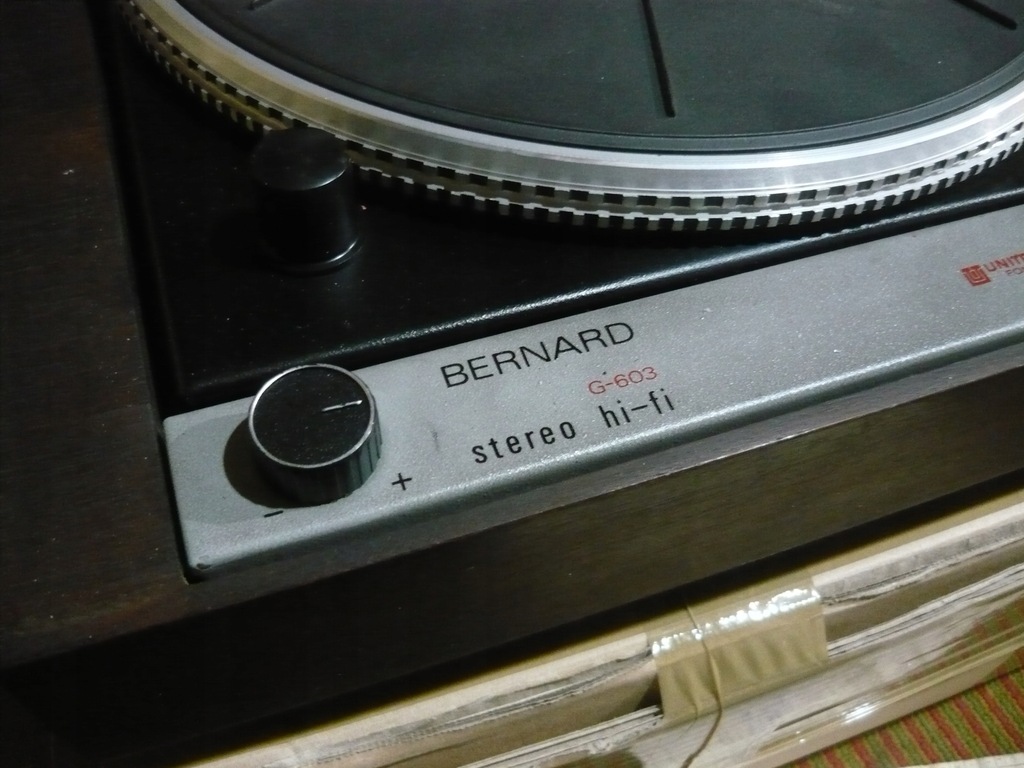 BERNARD
G-603
stereo hi-fi
- +